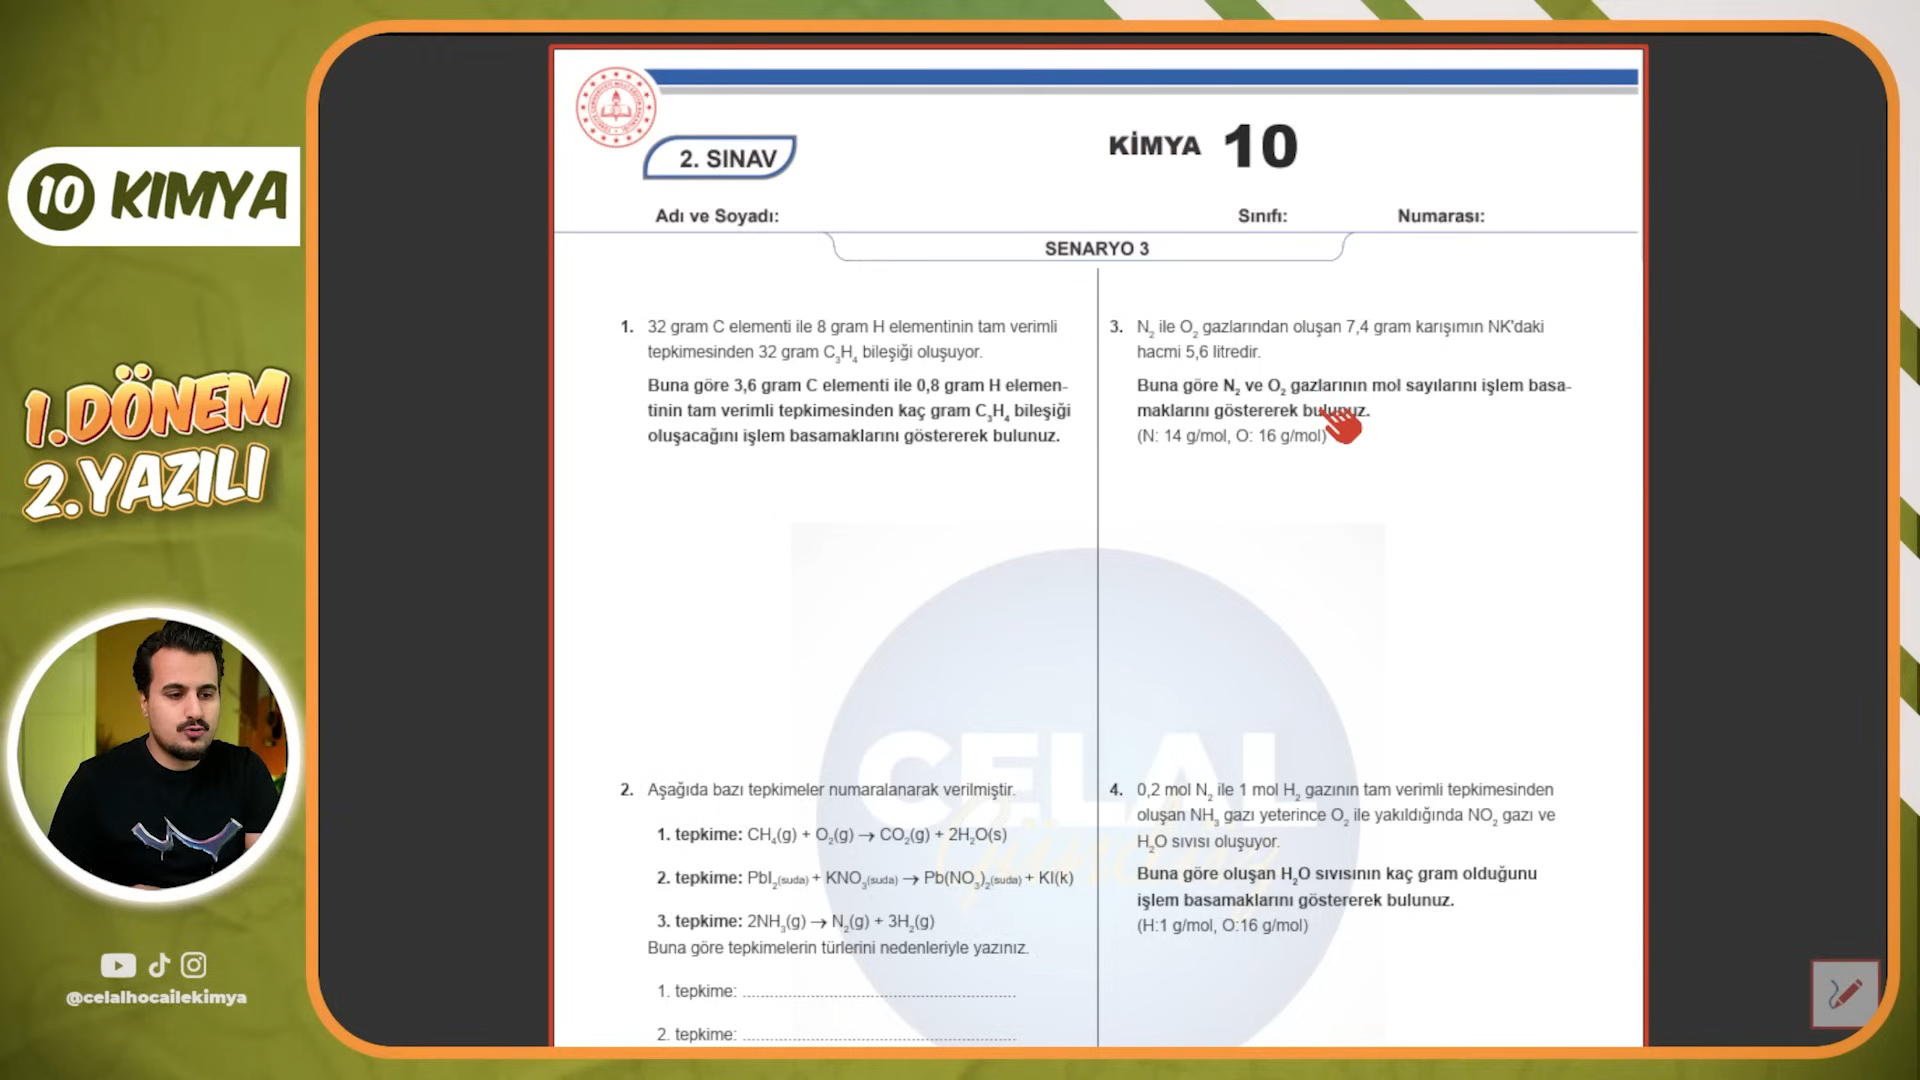 10 KIMYA
1.DÖNEM
2.YAZILI
@celalhocailekimya
2. SINAV
KİMYA 10
Adı ve Soyadı:
Sınıfı:
Numarası:
SENARYO 3
1. 32 gram C elementi ile 8 gram H elementinin tam verimli
tepkimesinden 32 gram C₃H₄ bileşiği oluşuyor.
Buna göre 3,6 gram C elementi ile 0,8 gram H elemen-
tinin tam verimli tepkimesinden kaç gram C₃H₄ bileşiği
oluşacağını işlem basamaklarını göstererek bulunuz.
2. Aşağıda bazı tepkimeler numaralanarak verilmiştir.
1. tepkime: CH₄(g) + O₂(g) → CO₂(g) + 2H₂O(s)
2. tepkime: PbI₂(suda) + KNO₃(suda) → Pb(NO₃)₂(suda) + KI(k)
3. tepkime: 2NH₃(g) → N₂(g) + 3H₂(g)
Buna göre tepkimelerin türlerini nedenleriyle yazınız.
1. tepkime:
2. tepkime:
3. N₂ ile O₂ gazlarından oluşan 7,4 gram karışımın NK'daki
hacmi 5,6 litredir.
Buna göre N₂ ve O₂ gazlarının mol sayılarını işlem basa-
maklarını göstererek bulunuz.
(N: 14 g/mol, O: 16 g/mol)
4. 0,2 mol N₂ ile 1 mol H₂ gazının tam verimli tepkimesinden
oluşan NH₃ gazı yeterince O₂ ile yakıldığında NO₂ gazı ve
H₂O sıvısı oluşuyor.
Buna göre oluşan H₂O sıvısının kaç gram olduğunu
işlem basamaklarını göstererek bulunuz.
(H:1 g/mol, O:16 g/mol)
CELAL